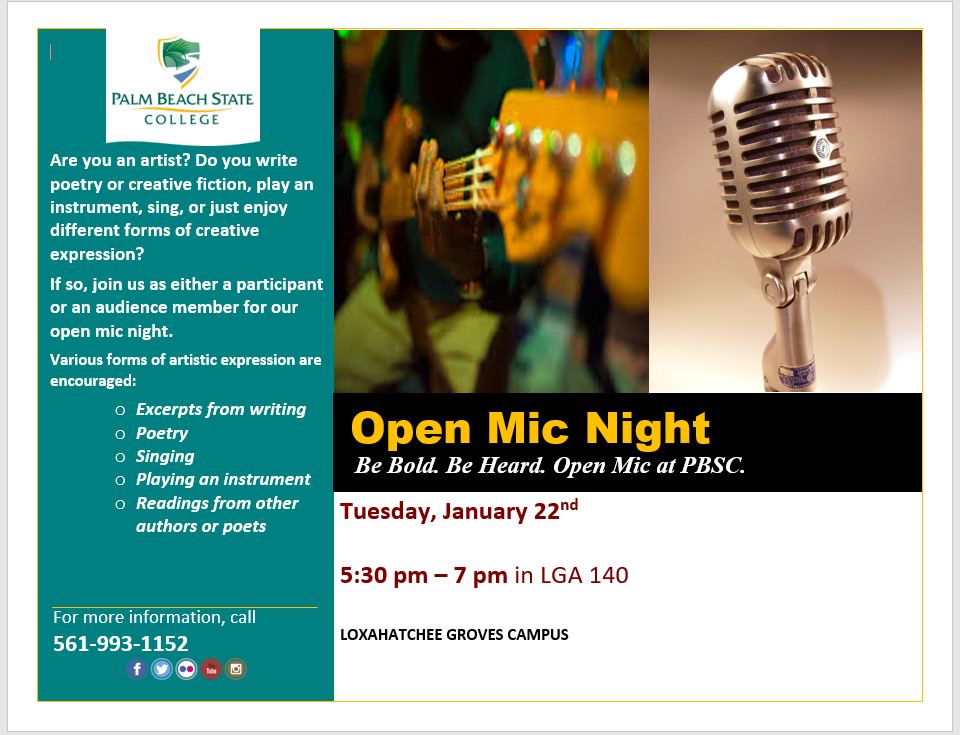 PALM BEACH STATE
COLLEGE
Are you an artist? Do you write
poetry or creative fiction, play an
instrument, sing, or just enjoy
different forms of creative
expression?
If so, join us as either a participant
or an audience member for our
open mic night.
Various forms of artistic expression are
encouraged:
o Excerpts from writing
o Poetry
o Singing
o Playing an instrument
o Readings from other
authors or poets
For more information, call
561-993-1152
Open Mic Night
Be Bold. Be Heard. Open Mic at PBSC.
Tuesday, January 22nd
5:30 pm – 7 pm in LGA 140
LOXAHATCHEE GROVES CAMPUS